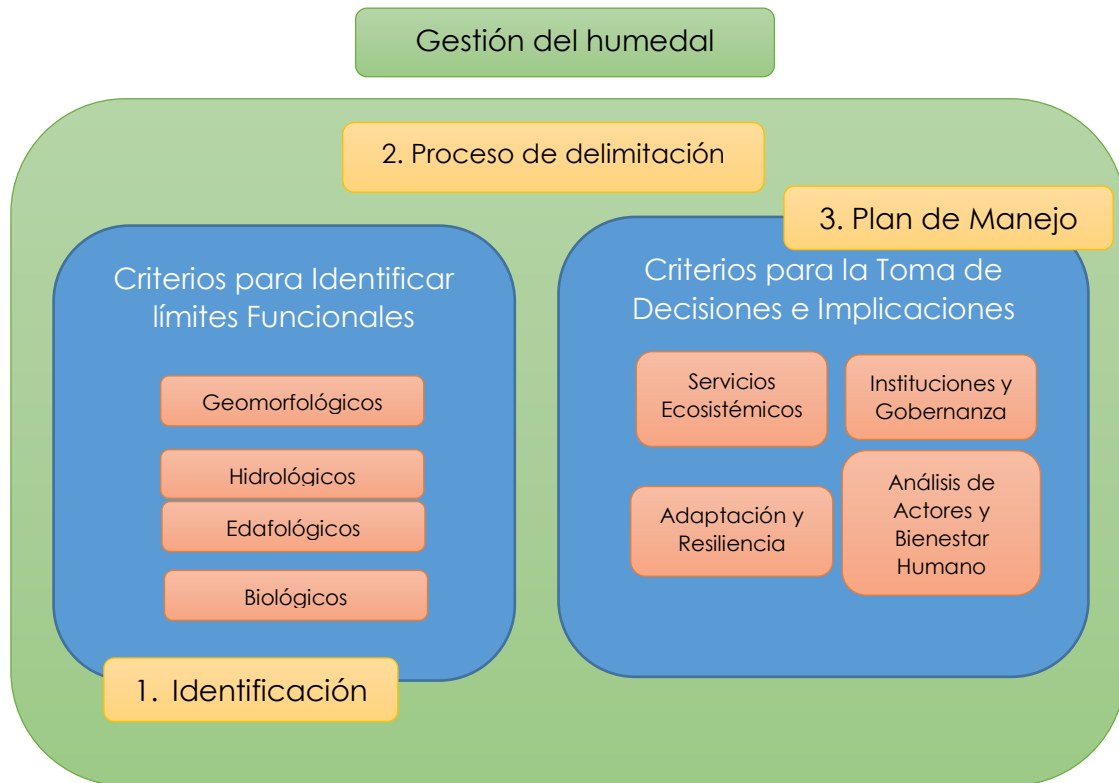 Gestión del humedal
2. Proceso de delimitación
3. Plan de Manejo
Criterios para Identificar
límites Funcionales
Geomorfológicos
Hidrológicos
Edafológicos
Biológicos
1. Identificación
Criterios para la Toma de
Decisiones e Implicaciones
Servicios
Ecosistémicos
Instituciones y
Gobernanza
Adaptación y
Resiliencia
Análisis de
Actores y
Bienestar
Humano